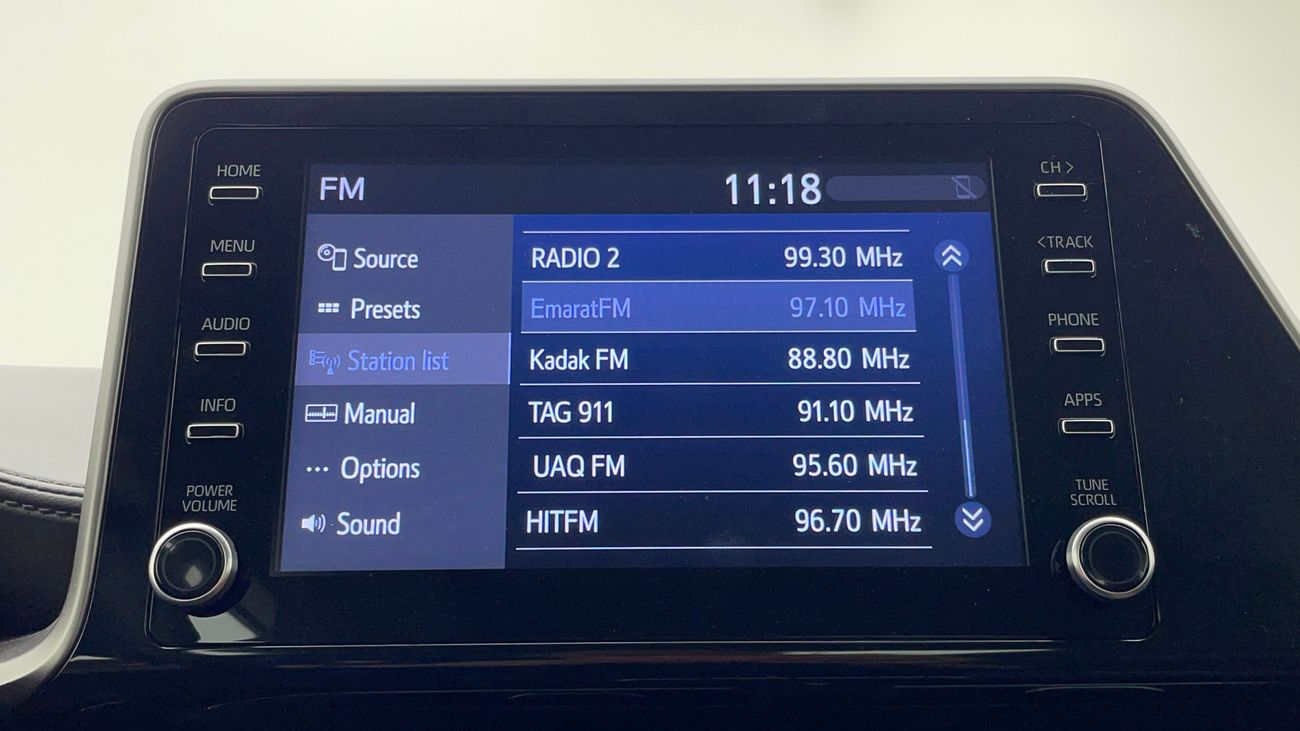 HOME
MENU
AUDIO
INFO
POWER
VOLUME
FM
11:18
Source
Presets
Station list
Manual
Options
Sound
RADIO 2 99.30 MHz
EmaratFM 97.10 MHz
Kadak FM 88.80 MHz
TAG 911 91.10 MHz
UAQ FM 95.60 MHz
HITFM 96.70 MHz
CH >
<TRACK
PHONE
APPS
TUNE
SCROLL